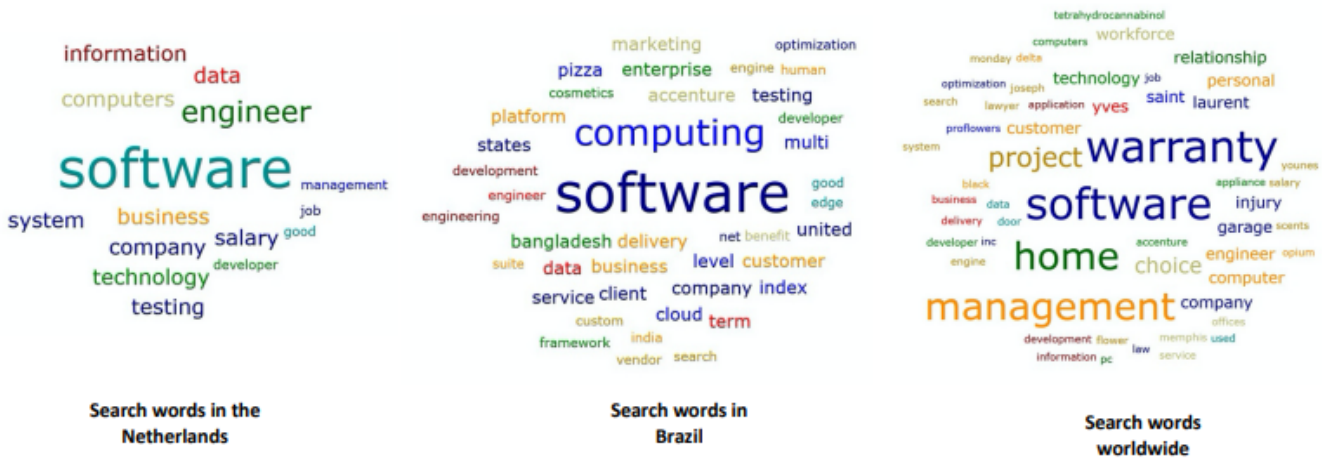 information
data
computers
engineer
software
management
system
business
job
company salary good
technology developer
testing
Search words in the
Netherlands
marketing optimization
pizza enterprise engine human
cosmetics accenture testing
platform developer
computing
states multi
development
engineer software good
edge
engineering
bangladesh delivery net benefit united
suite data business level customer
service client company index
custom cloud term
framework india
vendor search
Search words in
Brazil
tetrahydrocannabinol
computers workforce
monday delta relationship
optimization joseph technology job personal
search lawyer application yves saint laurent
proflowers customer
system project warranty
younes
black appliance salary
business data software injury
delivery door garage scents
developer inc home accenture engineer opium
engine choice computer
management company
offices
development flower law memphis used
information pc service
Search words
worldwide